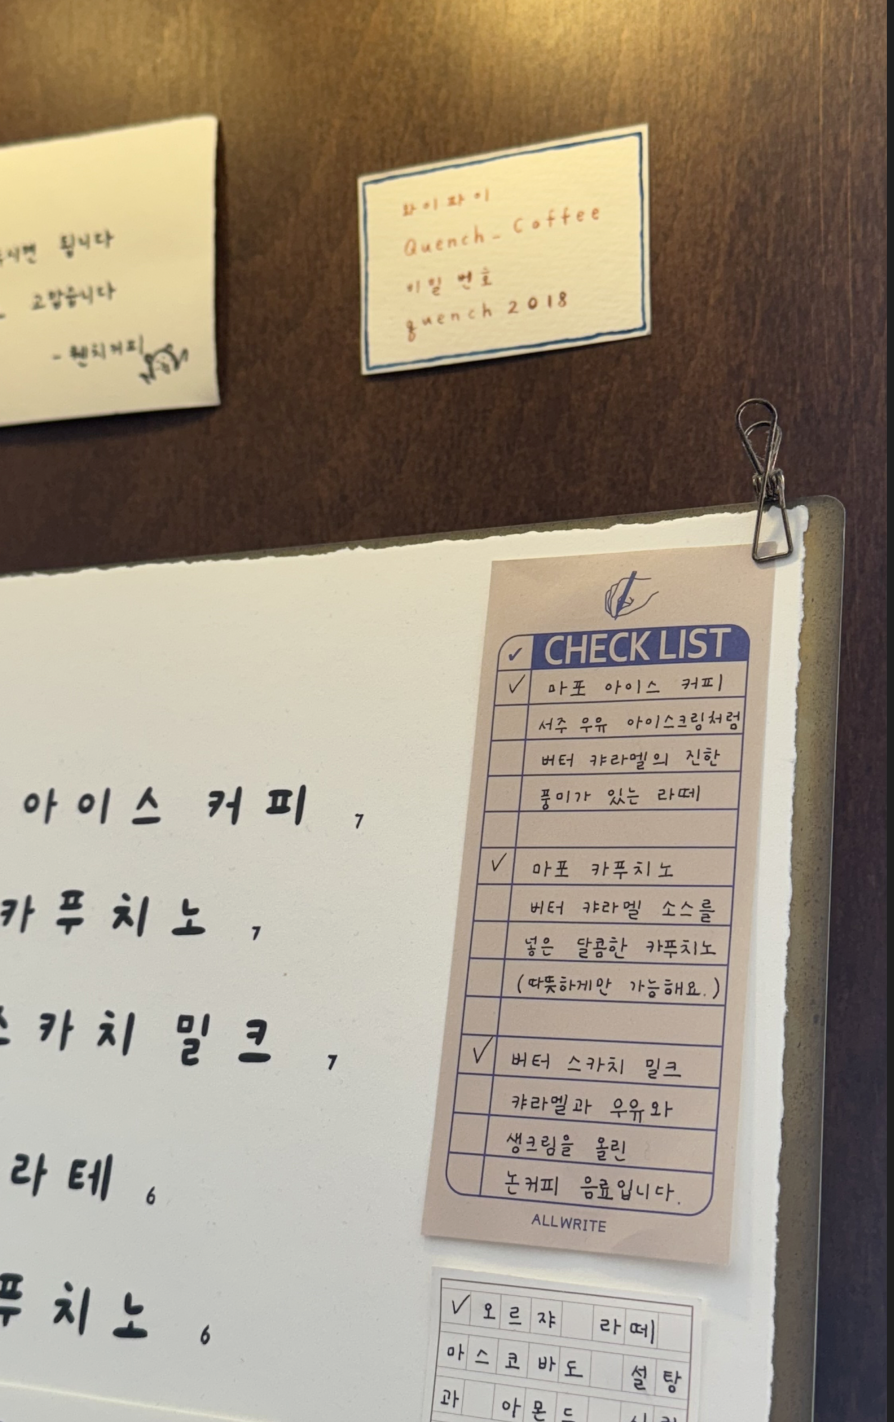 됩니다
고맙습니다
- 퀜치커피
와이파이
Quench_Coffee
비밀 번호
quench 2018
아이스 커피 7
카푸치노 7
스카치 밀크 7
라테 6
푸치노 6
✓ CHECK LIST
✓ 마포 아이스 커피
서주 우유 아이스크림처럼
버터 캬라멜의 진한
풍미가 있는 라떼
✓ 마포 카푸치노
버터 캬라멜 소스를
넣은 달콤한 카푸치노
(따뜻하게만 가능해요.)
✓ 버터 스카치 밀크
캬라멜과 우유와
생크림을 올린
논커피 음료입니다.
ALLWRITE
✓ 오르쟈 라떼
마스코바도 설탕
과 아몬드